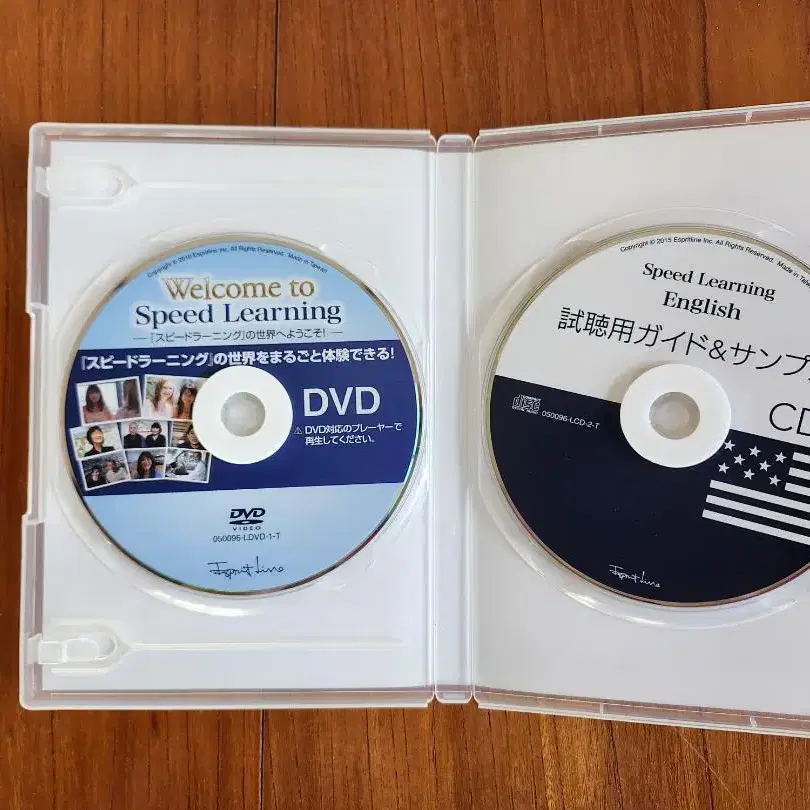 Copyright © 2010 Espritline Inc. All Rights Reserved. Made in Taiwan
Welcome to
Speed Learning
『スピードラーニング』の世界へようこそ!
『スピードラーニング』の世界をまるごと体験できる!
DVD
⚠DVD対応のプレーヤーで
再生してください。
DVD
VIDEO
050096-LDVD-1-T
Esprit Line
Copyright © 2015 Espritline Inc. All Rights Reserved. Made in
Speed Learning
English
試聴用ガイド&サンプ
disc
050096-LCD-2-T
CD
Esprit Line